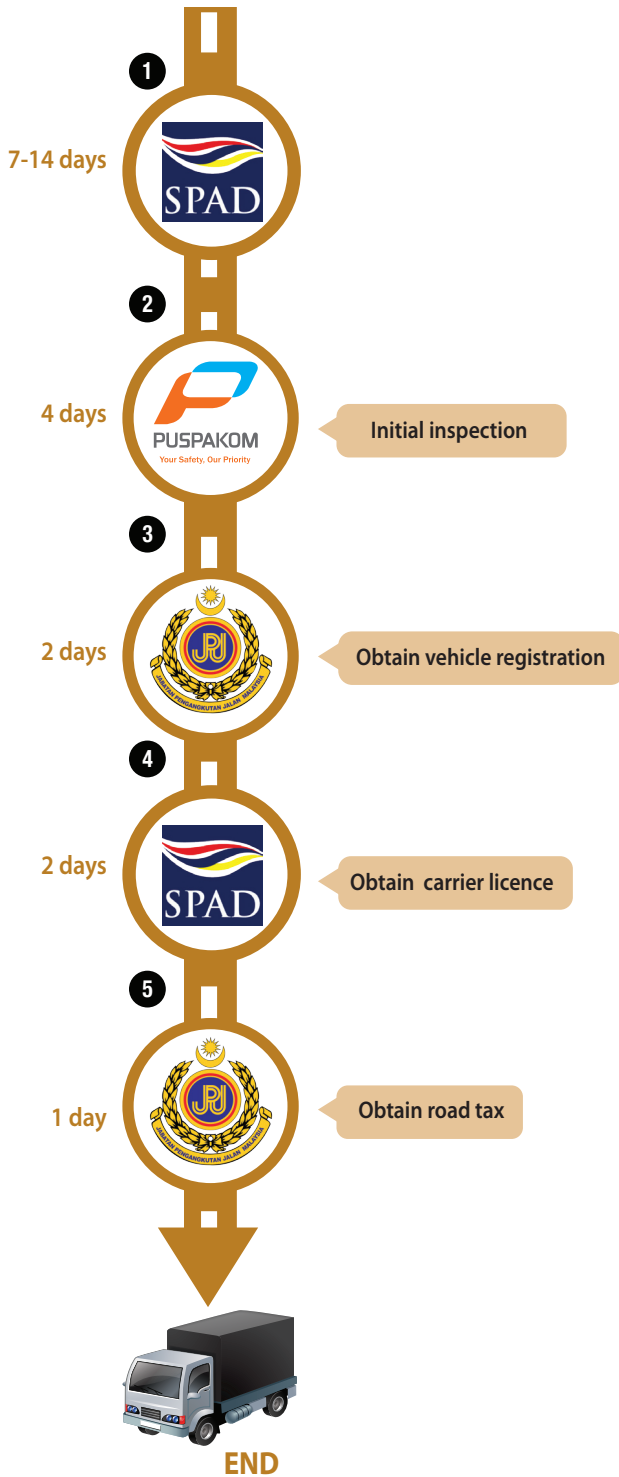 1
7-14 days
SPAD
2
4 days
PUSPAKOM
Your Safety, Our Priority
Initial inspection
3
2 days
JPJ
JABATAN PENGANGKUTAN JALAN MALAYSIA
Obtain vehicle registration
4
2 days
SPAD
Obtain carrier licence
5
1 day
JPJ
JABATAN PENGANGKUTAN JALAN MALAYSIA
Obtain road tax
END